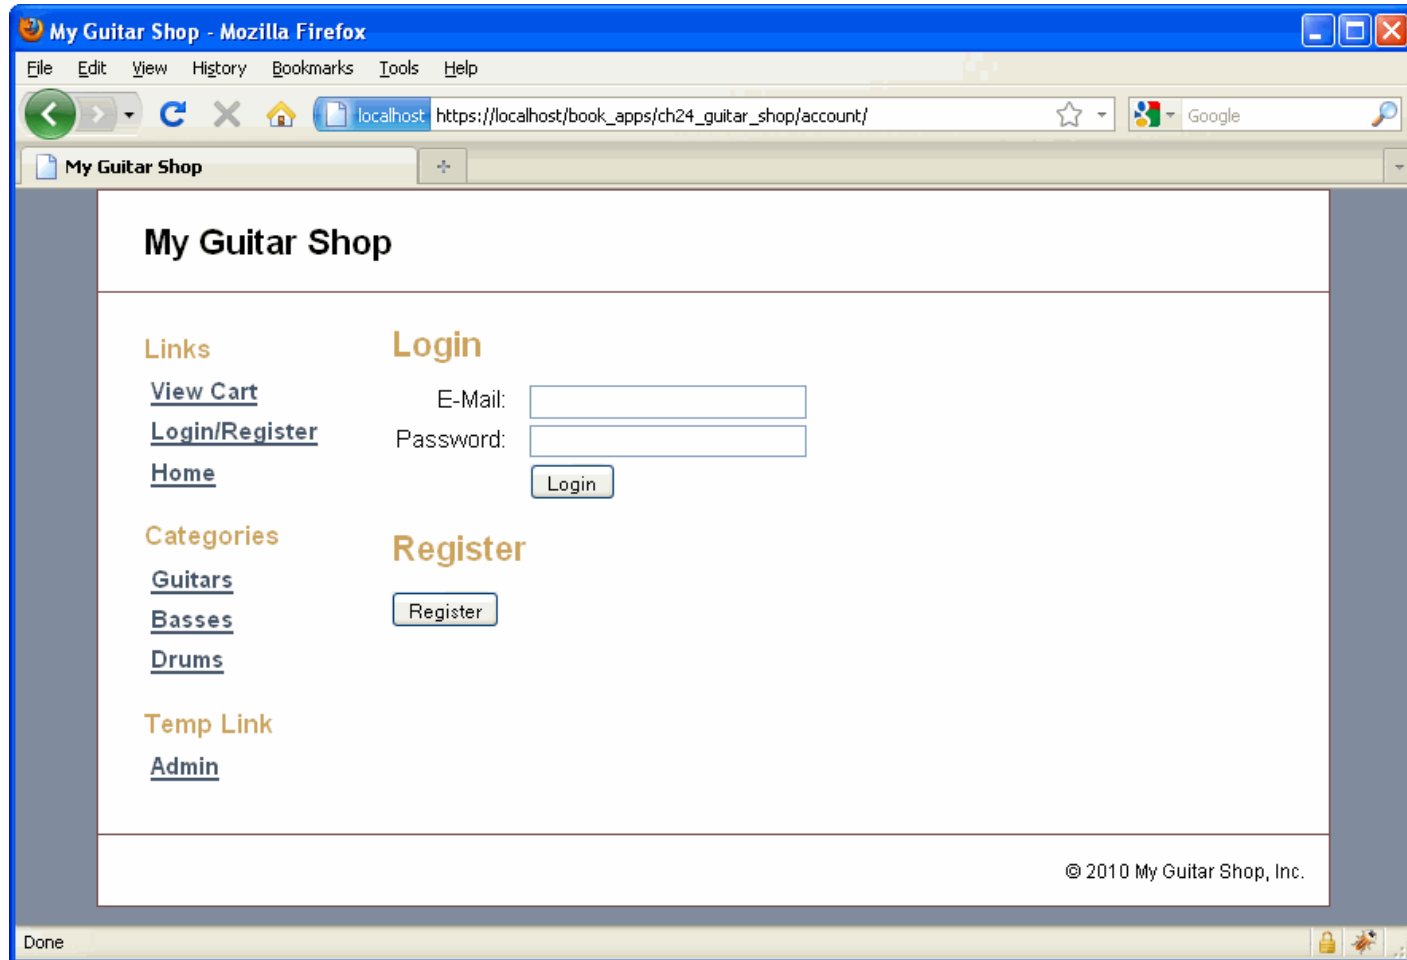 My Guitar Shop - Mozilla Firefox
File Edit View History Bookmarks Tools Help
localhost https://localhost/book_apps/ch24_guitar_shop/account/ Google
My Guitar Shop
My Guitar Shop
Links
View Cart
Login/Register
Home
Categories
Guitars
Basses
Drums
Temp Link
Admin
Login
E-Mail:
Password:
Login
Register
Register
© 2010 My Guitar Shop, Inc.
Done